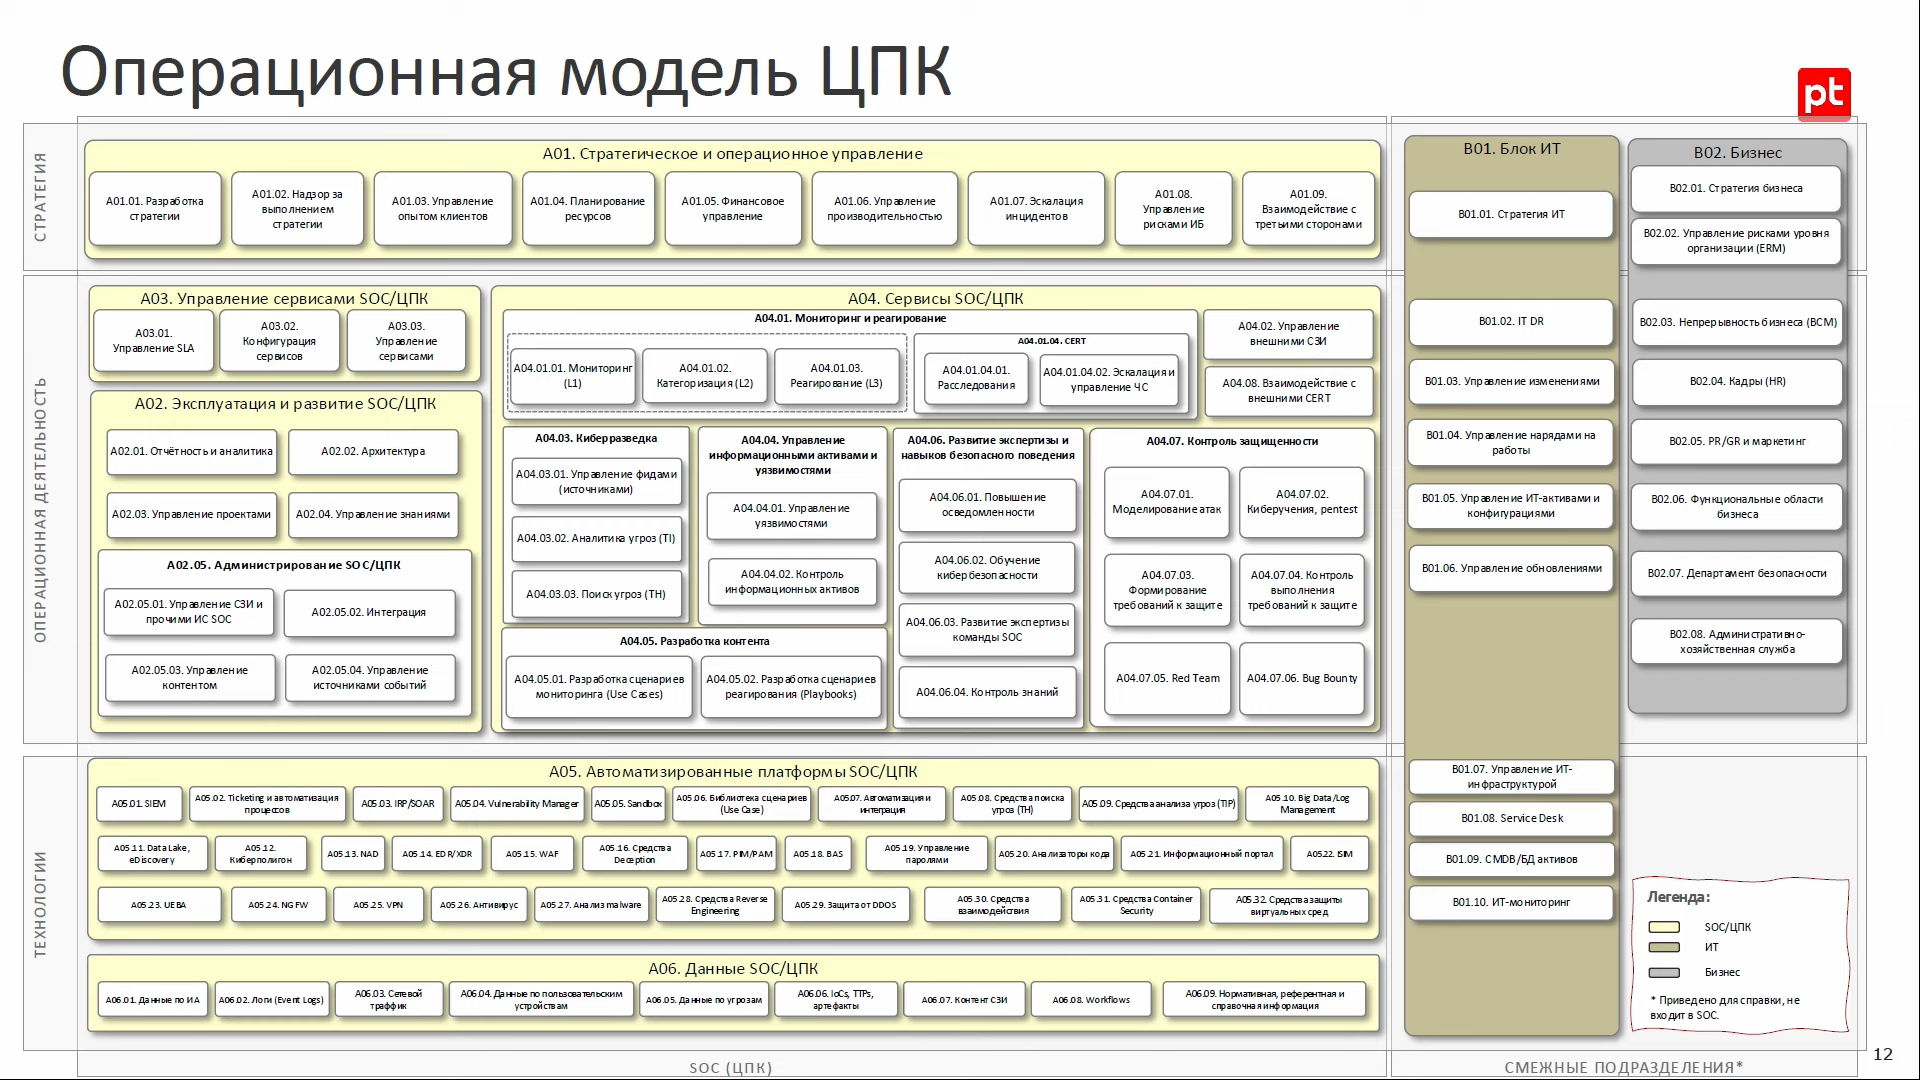 Операционная модель ЦПК
pt
СТРАТЕГИЯ
A01. Стратегическое и операционное управление
A01.01. Разработка
стратегии
A01.02. Надзор за
выполнением
стратегии
A01.03. Управление
опытом клиентов
A01.04. Планирование
ресурсов
A01.05. Финансовое
управление
A01.06. Управление
производительностью
A01.07. Эскалация
инцидентов
A01.08.
Управление
рисками ИБ
A01.09.
Взаимодействие с
третьими сторонами
ОПЕРАЦИОННАЯ ДЕЯТЕЛЬНОСТЬ
A03. Управление сервисами SOC/ЦПК
A03.01.
Управление SLA
A03.02.
Конфигурация
сервисов
A03.03.
Управление
сервисами
A02. Эксплуатация и развитие SOC/ЦПК
A02.01. Отчётность и аналитика
A02.02. Архитектура
A02.03. Управление проектами
A02.04. Управление знаниями
A02.05. Администрирование SOC/ЦПК
A02.05.01. Управление СЗИ и
прочими ИС SOC
A02.05.02. Интеграция
A02.05.03. Управление
контентом
A02.05.04. Управление
источниками событий
A04. Сервисы SOC/ЦПК
A04.01. Мониторинг и реагирование
A04.01.01. Мониторинг
(L1)
A04.01.02.
Категоризация (L2)
A04.01.03.
Реагирование (L3)
A04.01.04. CERT
A04.01.04.01.
Расследования
A04.01.04.02. Эскалация и
управление ЧС
A04.02. Управление
внешними СЗИ
A04.08. Взаимодействие с
внешними CERT
A04.03. Киберразведка
A04.03.01. Управление фидами
(источниками)
A04.03.02. Аналитика угроз (TI)
A04.03.03. Поиск угроз (TH)
A04.04. Управление
информационными активами и
уязвимостями
A04.04.01. Управление
уязвимостями
A04.04.02. Контроль
информационных активов
A04.05. Разработка контента
A04.05.01. Разработка сценариев
мониторинга (Use Cases)
A04.05.02. Разработка сценариев
реагирования (Playbooks)
A04.06. Развитие экспертизы и
навыков безопасного поведения
A04.06.01. Повышение
осведомленности
A04.06.02. Обучение
кибербезопасности
A04.06.03. Развитие экспертизы
команды SOC
A04.06.04. Контроль знаний
A04.07. Контроль защищенности
A04.07.01.
Моделирование атак
A04.07.02.
Киберучения, pentest
A04.07.03.
Формирование
требований к защите
A04.07.04. Контроль
выполнения
требований к защите
A04.07.05. Red Team
A04.07.06. Bug Bounty
ТЕХНОЛОГИИ
A05. Автоматизированные платформы SOC/ЦПК
A05.01. SIEM
A05.02. Ticketing и автоматизация
процессов
A05.03. IRP/SOAR
A05.04. Vulnerability Manager
A05.05. Sandbox
A05.06. Библиотека сценариев
(Use Case)
A05.07. Автоматизация и
интеграция
A05.08. Средства поиска
угроз (TH)
A05.09. Средства анализа угроз (TIP)
A05.10. Big Data/Log
Management
A05.11. Data Lake,
eDiscovery
A05.12.
Киберполигон
A05.13. NAD
A05.14. EDR/XDR
A05.15. WAF
A05.16. Средства
Deception
A05.17. PIM/PAM
A05.18. BAS
A05.19. Управление
паролями
A05.20. Анализаторы кода
A05.21. Информационный портал
A05.22. ISIM
A05.23. UEBA
A05.24. NGFW
A05.25. VPN
A05.26. Антивирус
A05.27. Анализ malware
A05.28. Средства Reverse
Engineering
A05.29. Защита от DDOS
A05.30. Средства
взаимодействия
A05.31. Средства Container
Security
A05.32. Средства защиты
виртуальных сред
A06. Данные SOC/ЦПК
A06.01. Данные по ИА
A06.02. Логи (Event Logs)
A06.03. Сетевой
траффик
A06.04. Данные по пользовательским
устройствам
A06.05. Данные по угрозам
A06.06. IoCs, TTPs,
артефакты
A06.07. Контент СЗИ
A06.08. Workflows
A06.09. Нормативная, референтная и
справочная информация
SOC (ЦПК)
B01. Блок ИТ
B01.01. Стратегия ИТ
B01.02. IT DR
B01.03. Управление изменениями
B01.04. Управление нарядами на
работы
B01.05. Управление ИТ-активами и
конфигурациями
B01.06. Управление обновлениями
B01.07. Управление ИТ-
инфраструктурой
B01.08. Service Desk
B01.09. CMDB/БД активов
B01.10. ИТ-мониторинг
B02. Бизнес
B02.01. Стратегия бизнеса
B02.02. Управление рисками уровня
организации (ERM)
B02.03. Непрерывность бизнеса (BCM)
B02.04. Кадры (HR)
B02.05. PR/GR и маркетинг
B02.06. Функциональные области
бизнеса
B02.07. Департамент безопасности
B02.08. Административно-
хозяйственная служба
Легенда:
SOC/ЦПК
ИТ
Бизнес
* Приведено для справки, не
входит в SOC.
СМЕЖНЫЕ ПОДРАЗДЕЛЕНИЯ*
12